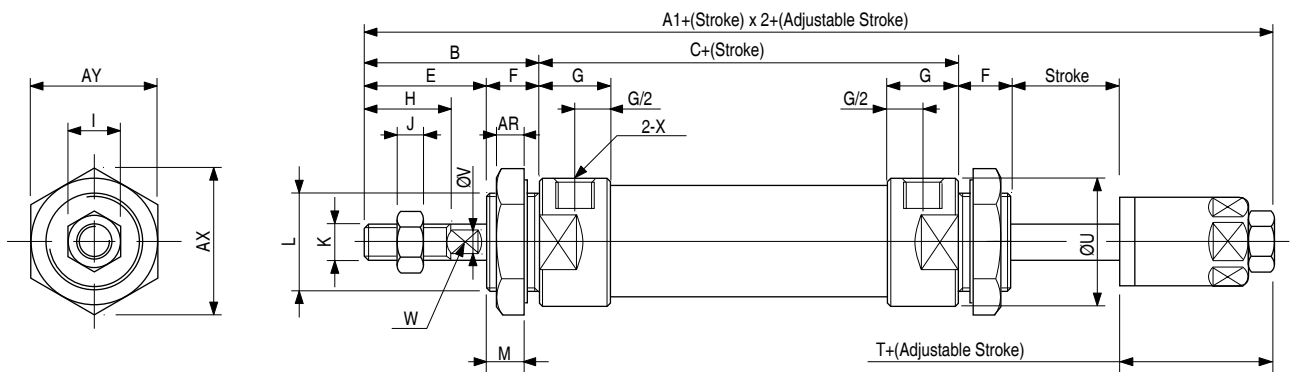 A1+(Stroke) x 2+(Adjustable Stroke)
B
C+(Stroke)
AY
E
F
G
G
F
Stroke
I
H
G/2
G/2
J
AR
2-X
ØV
AX
L
K
ØU
W
M
T+(Adjustable Stroke)